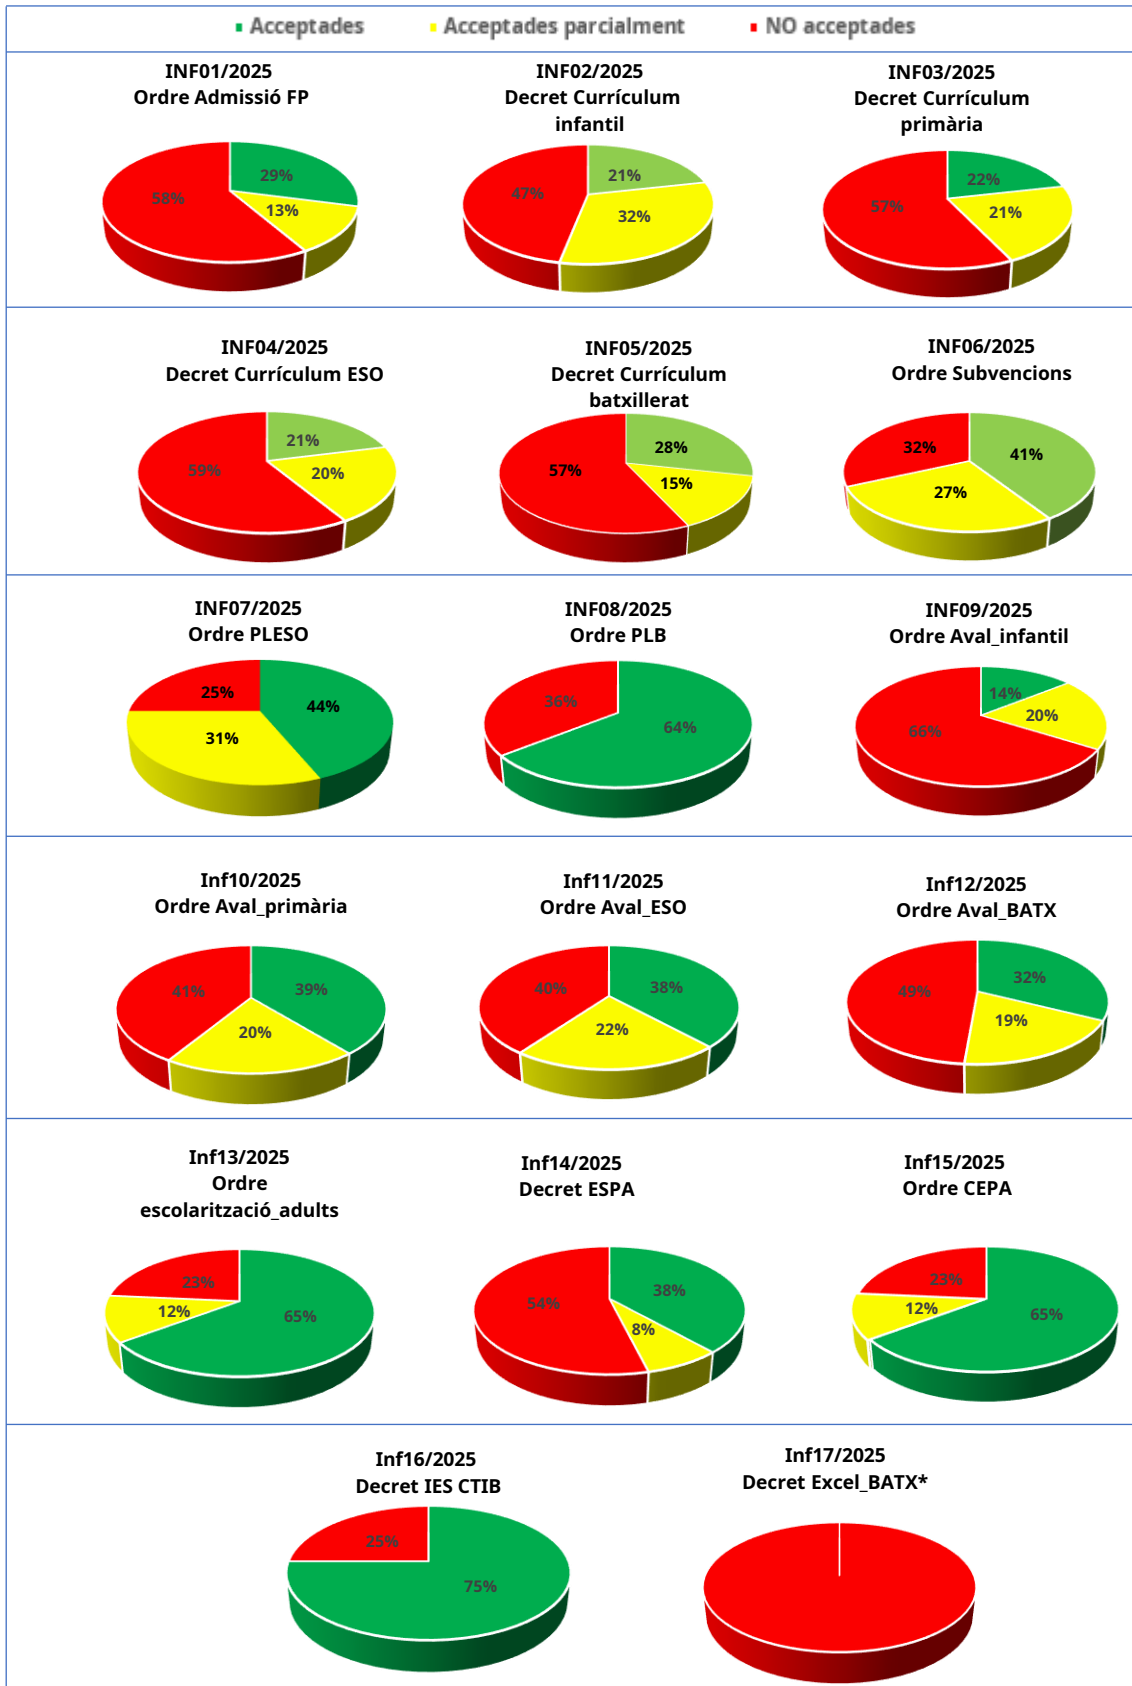 Acceptades Acceptades parcialment NO acceptades
INF01/2025
Ordre Admissió FP
29%
13%
58%
INF02/2025
Decret Currículum
infantil
21%
32%
47%
INF03/2025
Decret Currículum
primària
22%
21%
57%
INF04/2025
Decret Currículum ESO
21%
20%
59%
INF05/2025
Decret Currículum
batxillerat
28%
15%
57%
INF06/2025
Ordre Subvencions
41%
27%
32%
INF07/2025
Ordre PLESO
44%
31%
25%
INF08/2025
Ordre PLB
64%
36%
INF09/2025
Ordre Aval_infantil
14%
20%
66%
Inf10/2025
Ordre Aval_primària
39%
20%
41%
Inf11/2025
Ordre Aval_ESO
38%
22%
40%
Inf12/2025
Ordre Aval_BATX
32%
19%
49%
Inf13/2025
Ordre
escolarització_adults
65%
12%
23%
Inf14/2025
Decret ESPA
38%
8%
54%
Inf15/2025
Ordre CEPA
65%
12%
23%
Inf16/2025
Decret IES CTIB
75%
25%
Inf17/2025
Decret Excel_BATX*